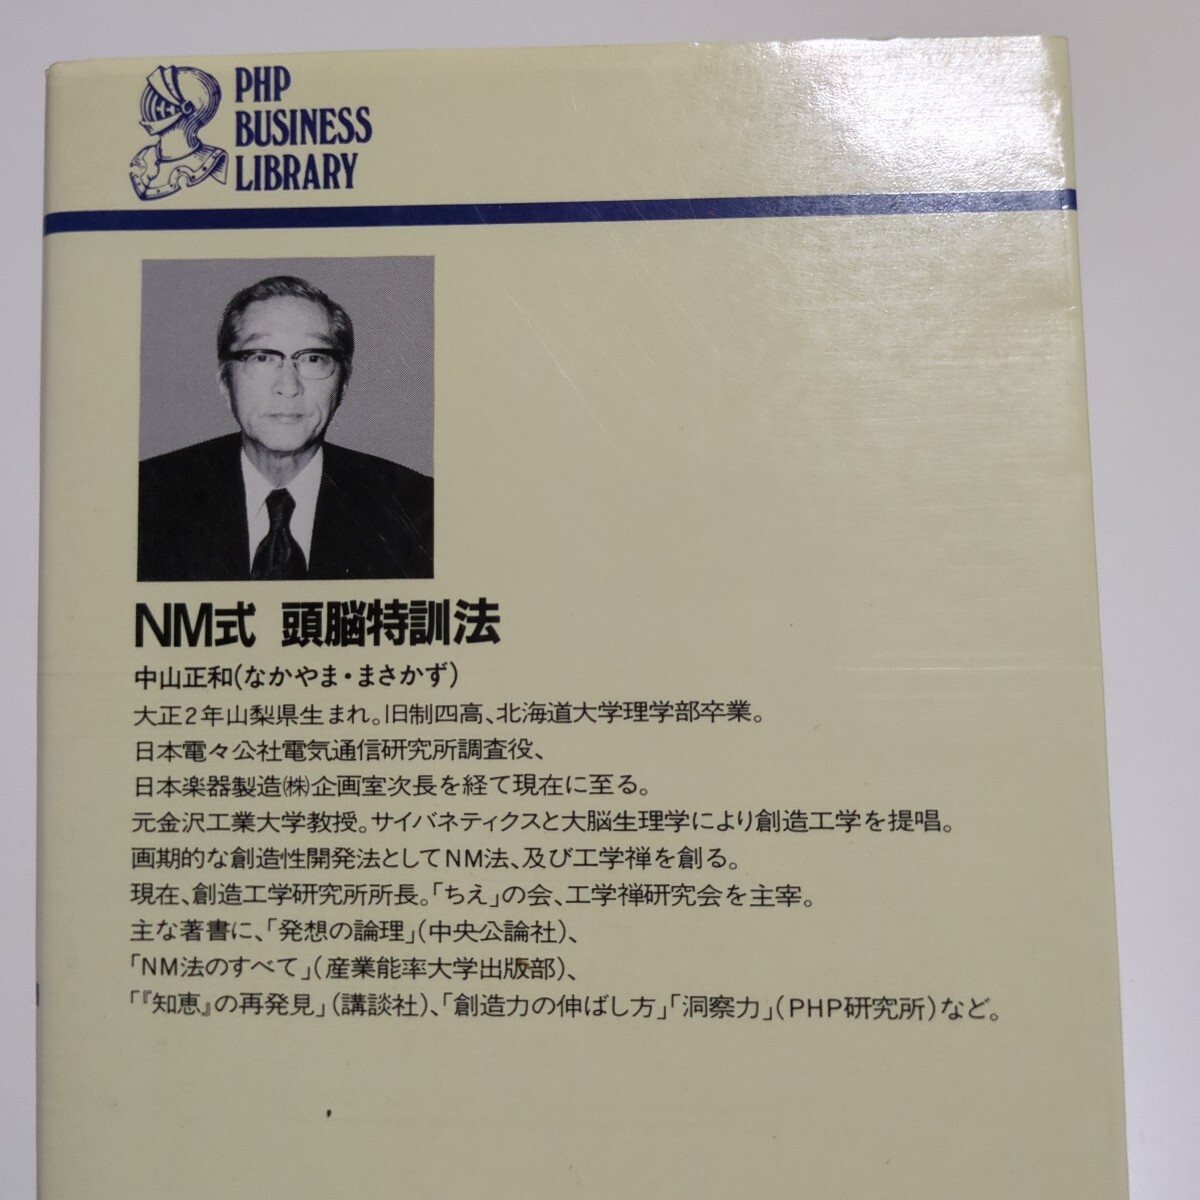 PHP
BUSINESS
LIBRARY
NM式 頭脳特訓法
中山正和(なかやま・まさかず)
大正2年山梨県生まれ。旧制四高、北海道大学理学部卒業。
日本電々公社電気通信研究所調査役、
日本楽器製造㈱企画室次長を経て現在に至る。
元金沢工業大学教授。サイバネティクスと大脳生理学により創造工学を提唱。
画期的な創造性開発法としてNM法、及び工学禅を創る。
現在、創造工学研究所所長。「ちえ」の会、工学禅研究会を主宰。
主な著書に、「発想の論理」(中央公論社)、
「NM法のすべて」(産業能率大学出版部)、
「『知恵』の再発見」(講談社)、「創造力の伸ばし方」「洞察力」(PHP研究所)など。